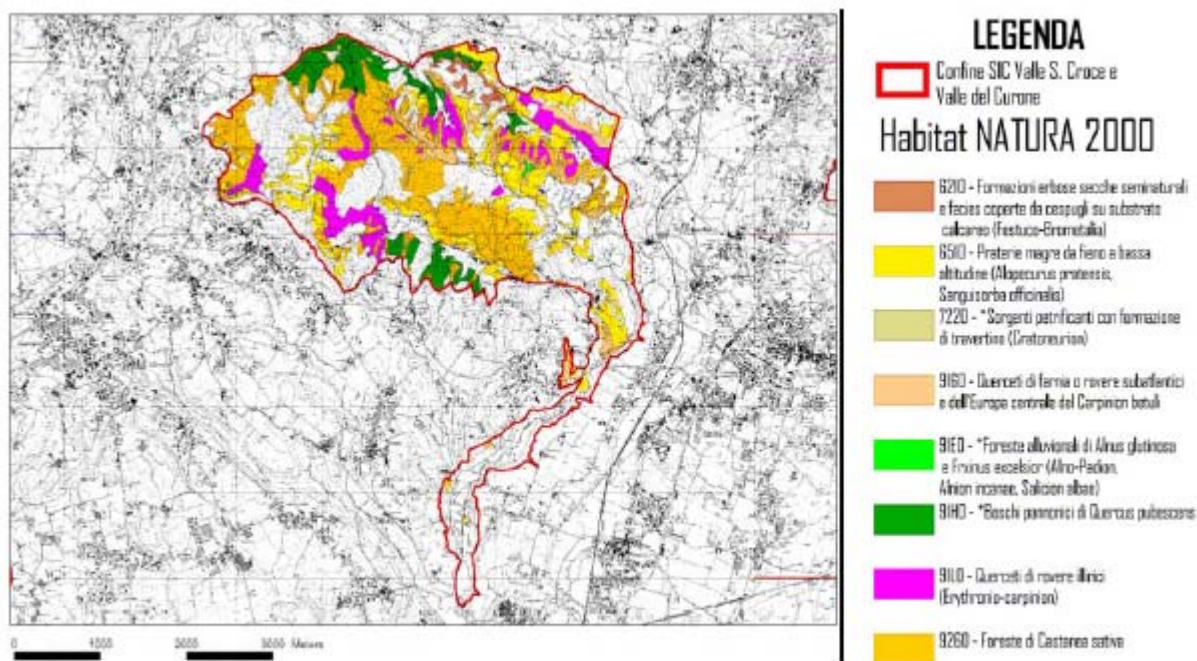 LEGENDA
Confine SIC Valle S. Croce e
Valle del Curone
Habitat NATURA 2000
6210 - Formazioni erbose secche seminaturali
e facies coperte da cespugli su substrato
calcareo (Festuco-Brometalia)
6510 - Praterie magre da fieno a bassa
altitudine (Alopecurus pratensis,
Sanguisorba officinalis)
7220 - *Sorgenti petrificanti con formazione
di travertino (Cratoneurion)
9160 - Querceti di farnia o rovere subatlantici
e dell'Europa centrale del Carpinion betuli
91E0 - *Foreste alluvionali di Alnus glutinosa
e Fraxinus excelsior (Alno-Padion,
Alnion incanae, Salicion albae)
91H0 - *Boschi pannonici di Quercus pubescens
91L0 - Querceti di rovere illirici
(Erythronio-carpinion)
9260 - Foreste di Castanea sativa
0 1000 2000 3000 Meters